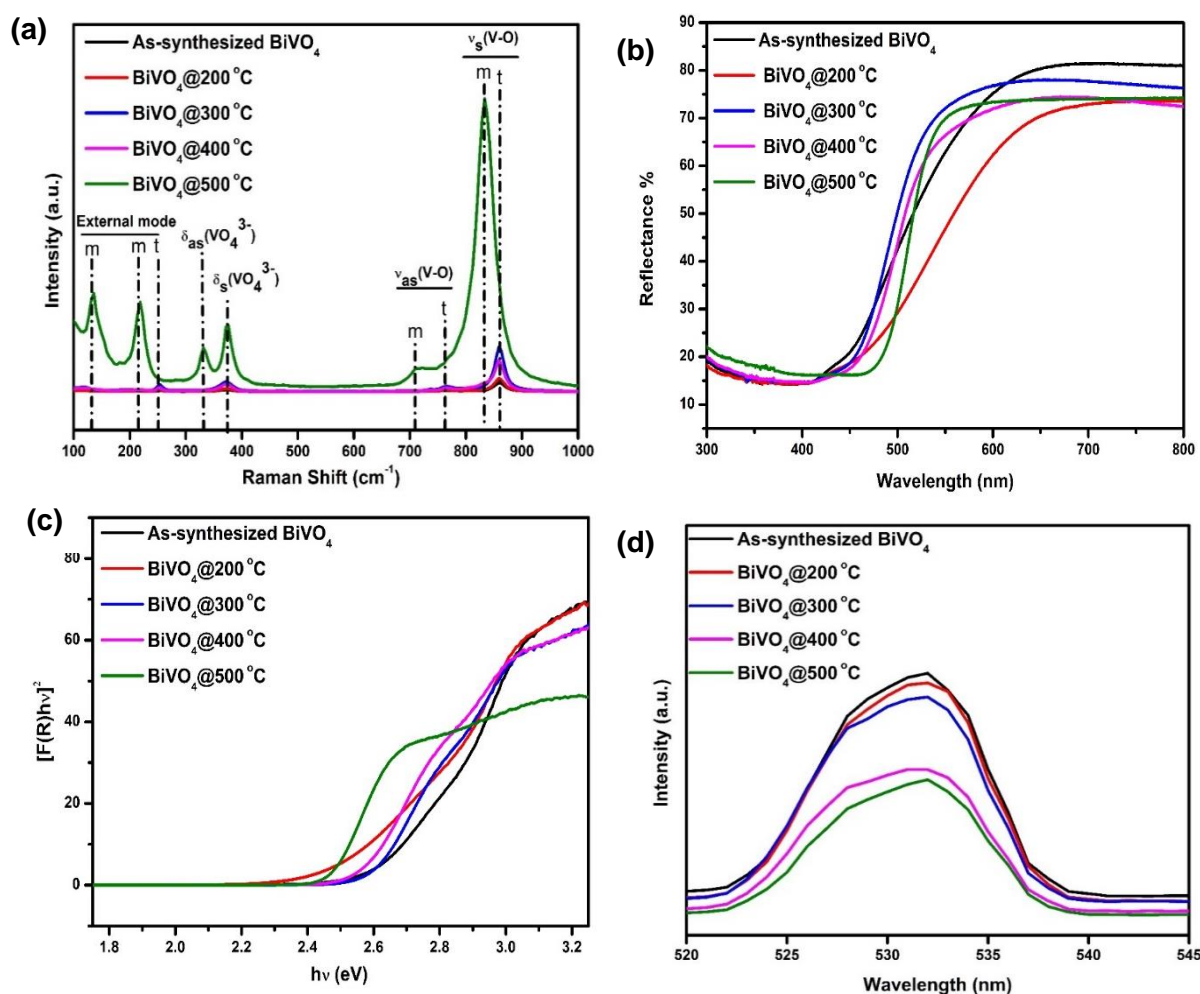 (a)
As-synthesized BiVO₄
BiVO₄@200 °C
BiVO₄@300 °C
BiVO₄@400 °C
BiVO₄@500 °C
νs(V-O)
m
t
External mode
m
m
t
δas(VO₄³⁻)
δs(VO₄³⁻)
νas(V-O)
m
t
Intensity (a.u.)
100 200 300 400 500 600 700 800 900 1000
Raman Shift (cm⁻¹)
(b)
As-synthesized BiVO₄
BiVO₄@200 °C
BiVO₄@300 °C
BiVO₄@400 °C
BiVO₄@500 °C
90
80
70
60
50
40
30
20
10
Reflectance %
300 400 500 600 700 800
Wavelength (nm)
(c)
As-synthesized BiVO₄
BiVO₄@200 °C
BiVO₄@300 °C
BiVO₄@400 °C
BiVO₄@500 °C
80
60
40
20
0
[F(R)hν]²
1.8 2.0 2.2 2.4 2.6 2.8 3.0 3.2
hν (eV)
(d)
As-synthesized BiVO₄
BiVO₄@200 °C
BiVO₄@300 °C
BiVO₄@400 °C
BiVO₄@500 °C
Intensity (a.u.)
520 525 530 535 540 545
Wavelength (nm)